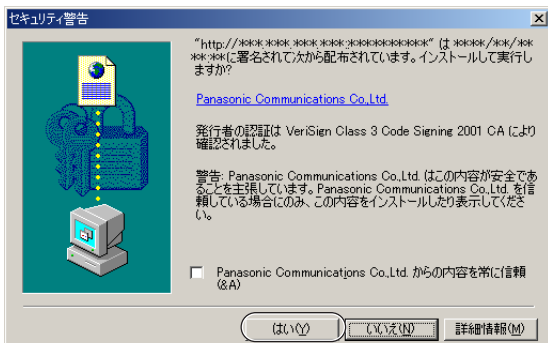 セキュリティ警告
"http://****.****.****.****:************" (は *****/**/**
**:**に署名されて次から配布されています。インストールして実行し
ますか?
Panasonic Communications Co.,Ltd.
発行者の認証は VeriSign Class 3 Code Signing 2001 CA により
確認されました。
警告: Panasonic Communications Co.,Ltd. はこの内容が安全であ
ることを主張しています。Panasonic Communications Co.,Ltd. を信
頼している場合にのみ、この内容をインストールしたり表示してくださ
い。
Panasonic Communications Co.,Ltd. からの内容を常に信頼
(&A)
はい(Y)
いいえ(N)
詳細情報(M)